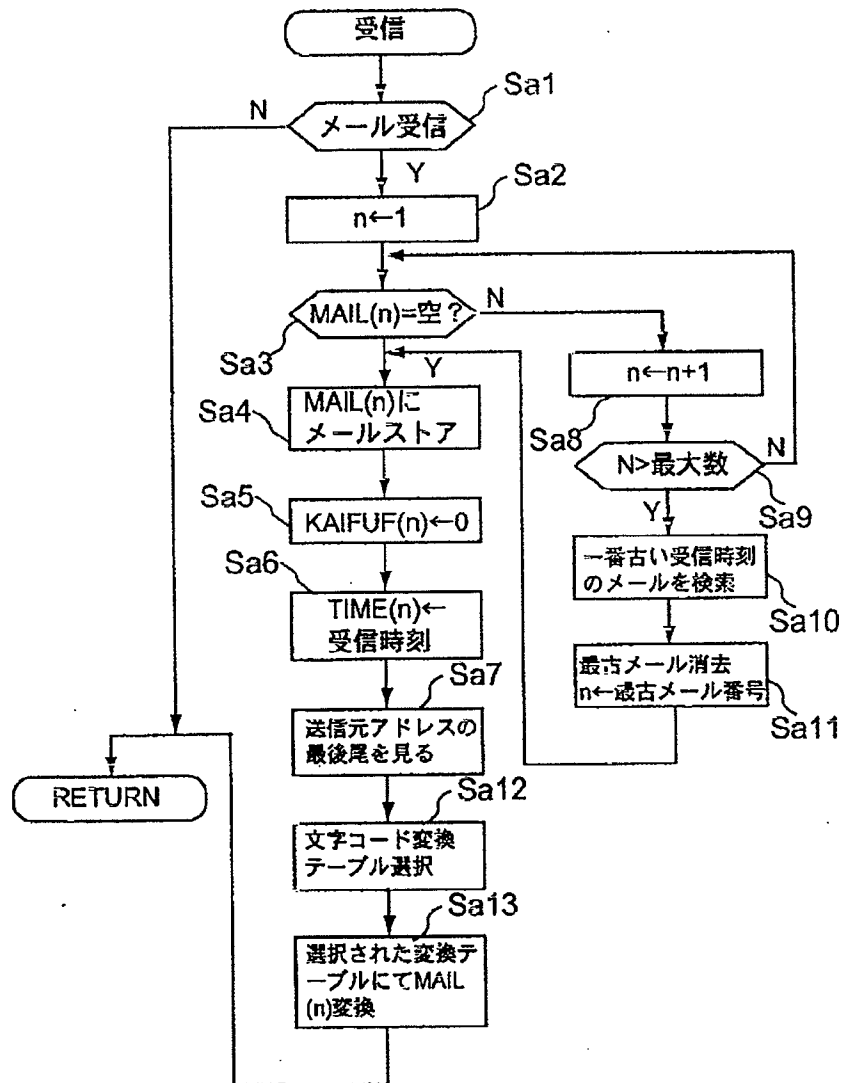 受信
Sa1
N
メール受信
Y
Sa2
n←1
MAIL(n)=空？
N
Sa3
Y
n←n+1
Sa8
Sa4
MAIL(n)に
メールストア
N>最大数
N
Sa9
Y
Sa5
KAIFUF(n)←0
一番古い受信時刻
のメールを検索
Sa10
Sa6
TIME(n)←
受信時刻
最古メール消去
n←最古メール番号
Sa11
Sa7
送信元アドレスの
最後尾を見る
RETURN
Sa12
文字コード変換
テーブル選択
Sa13
選択された変換テ
ーブルにてMAIL
(n)変換